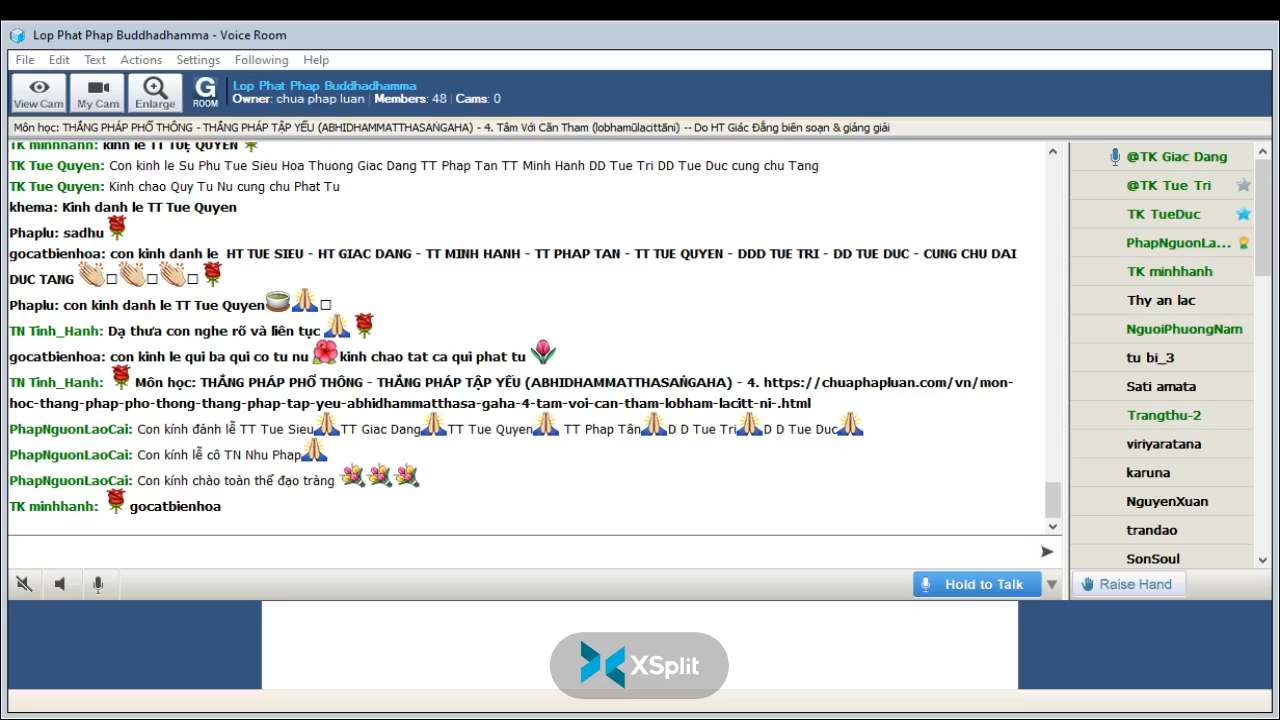 Lop Phat Phap Buddhadhamma - Voice Room
File Edit Text Actions Settings Following Help
View Cam My Cam Enlarge G ROOM
Lop Phat Phap Buddhadhamma
Owner: chua phap luan | Members: 48 | Cams: 0
Môn học: THẮNG PHÁP PHỔ THÔNG - THẮNG PHÁP TẬP YẾU (ABHIDHAMMATTHASAṄGAHA) - 4. Tâm Với Căn Tham (lobhamūlacittāni) -- Do HT Giác Đẳng biên soạn & giảng giải
TK minhhanh: kính lễ TT TUỆ QUYỀN
TK Tue Quyen: Con kinh le Su Phu Tue Sieu Hoa Thuong Giac Dang TT Phap Tan TT Minh Hanh DD Tue Tri DD Tue Duc cung chu Tang
TK Tue Quyen: Kinh chao Quy Tu Nu cung chu Phat Tu
khema: Kinh danh le TT Tue Quyen
Phaplu: sadhu
gocatbienhoa: con kinh danh le HT TUE SIEU - HT GIAC DANG - TT MINH HANH - TT PHAP TAN - TT TUE QUYEN - DDD TUE TRI - DD TUE DUC - CUNG CHU DAI
DUC TANG
Phaplu: con kinh danh le TT Tue Quyen
TN Tinh_Hanh: Dạ thưa con nghe rõ và liên tục
gocatbienhoa: con kinh le qui ba qui co tu nu kinh chao tat ca qui phat tu
TN Tinh_Hanh: Môn học: THẮNG PHÁP PHỔ THÔNG - THẮNG PHÁP TẬP YẾU (ABHIDHAMMATTHASAṄGAHA) - 4. https://chuaphapluan.com/vn/mon-
hoc-thang-phap-pho-thong-thang-phap-tap-yeu-abhidhammatthasa-gaha-4-tam-voi-can-tham-lobham-lacitt-ni-.html
PhapNguonLaoCai: Con kính đảnh lễ TT Tue Sieu TT Giac Dang TT Tue Quyen TT Phap Tân D D Tue Tri D D Tue Duc
PhapNguonLaoCai: Con kính lễ cô TN Nhu Phap
PhapNguonLaoCai: Con kính chào toàn thể đạo tràng
TK minhhanh: gocatbienhoa
@TK Giac Dang
@TK Tue Tri
TK TueDuc
PhapNguonLa...
TK minhhanh
Thy an lac
NguoiPhuongNam
tu bi_3
Sati amata
Trangthu-2
viriyaratana
karuna
NguyenXuan
trandao
SonSoul
Hold to Talk
Raise Hand
XSplit